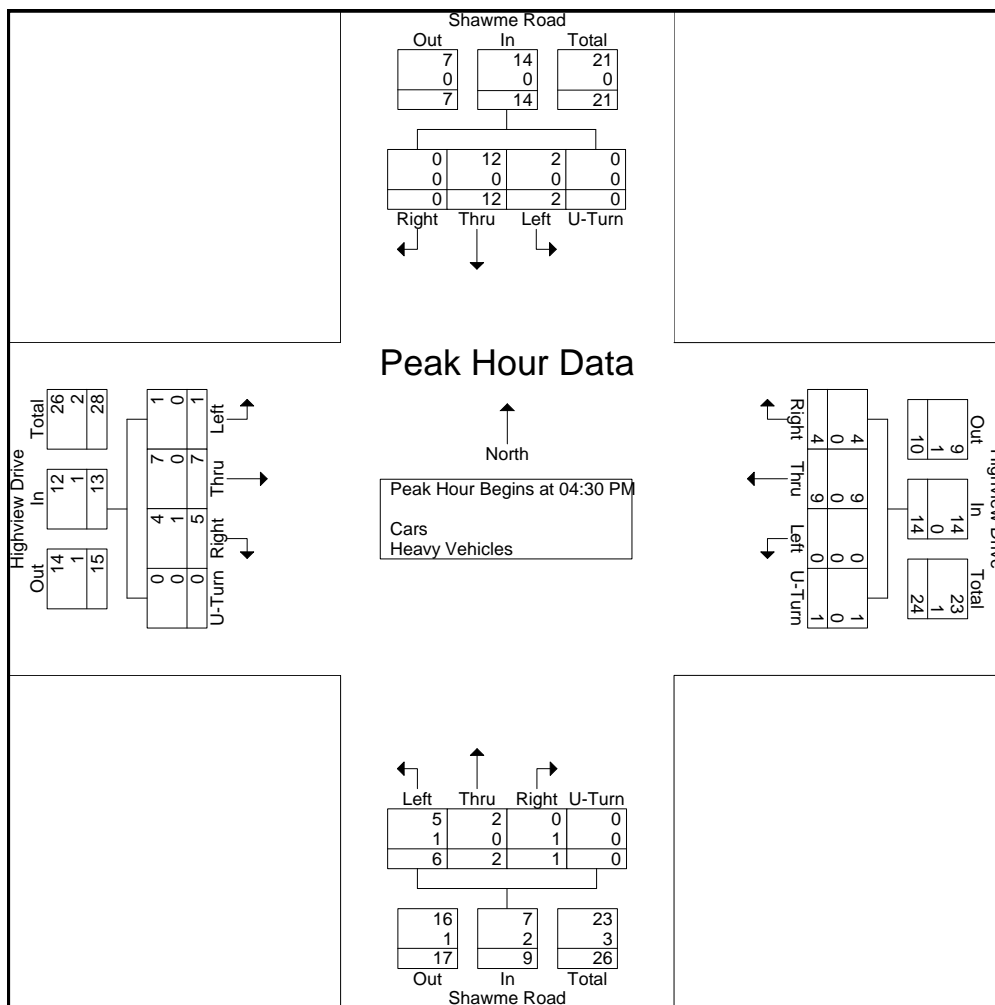 Shawme Road
Out In Total
7 14 21
0 0 0
7 14 21
0 12 2 0
0 0 0 0
0 12 2 0
Right Thru Left U-Turn
Peak Hour Data
North
Peak Hour Begins at 04:30 PM
Cars
Heavy Vehicles
Highview Drive
Out In Total
14 12 26
1 1 2
15 13 28
U-Turn Right Thru Left
0 4 7 1
0 1 0 0
0 5 7 1
Highview Drive
Out In Total
9 14 23
1 0 1
10 14 24
Right Thru Left U-Turn
4 9 0 1
0 0 0 0
4 9 0 1
Left Thru Right U-Turn
5 2 0 0
1 0 1 0
6 2 1 0
16 7 23
1 2 3
17 9 26
Out In Total
Shawme Road